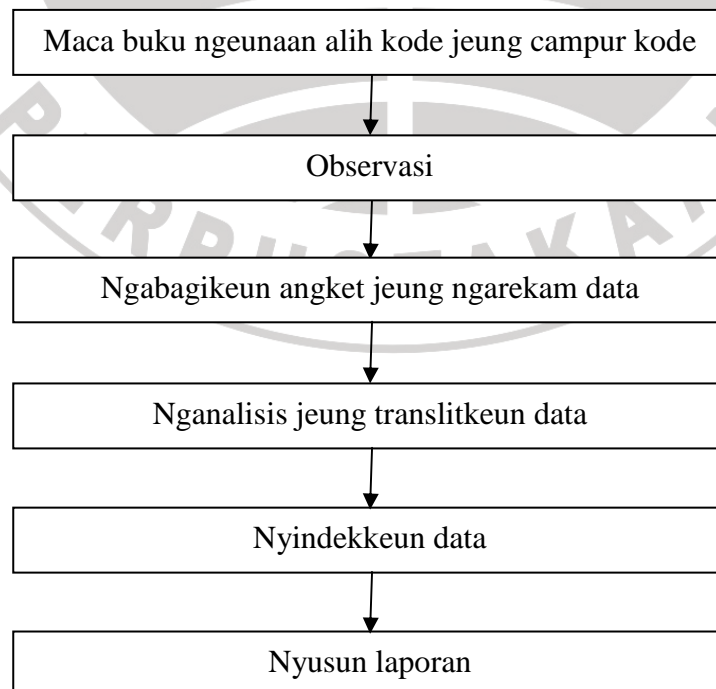 Maca buku ngeunaan alih kode jeung campur kode
Observasi
Ngabagikeun angket jeung ngarekam data
Nganalisis jeung translitkeun data
Nyindekkeun data
Nyusun laporan